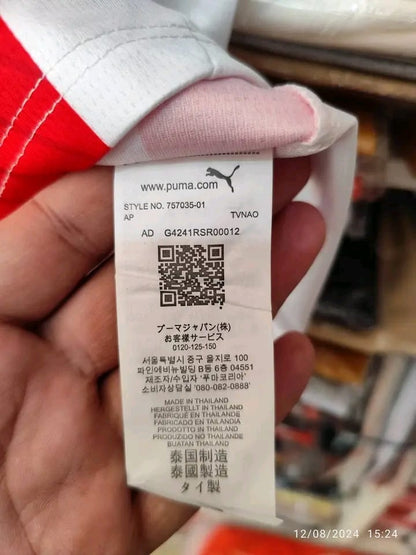 www.puma.com
STYLE NO. 757035-01
AP TVNAO
AD G4241RSR00012
プーマジャパン(株)
お客様サービス
0120-125-150
서울특별시 중구 을지로 100
파인에비뉴빌딩 B동 6층 04551
제조자/수입자 '푸마코리아'
소비자상담실 '080-082-0888'
MADE IN THAILAND
HERGESTELLT IN THAILAND
FABRIQUÉ EN THAÏLANDE
FABRICADO EN TAILANDIA
PRODOTTO IN THAILANDIA
PRODUZIDO NO TAILANDIA
BUATAN THAILAND
泰国制造
泰國製造
タイ製
12/08/2024 15:24